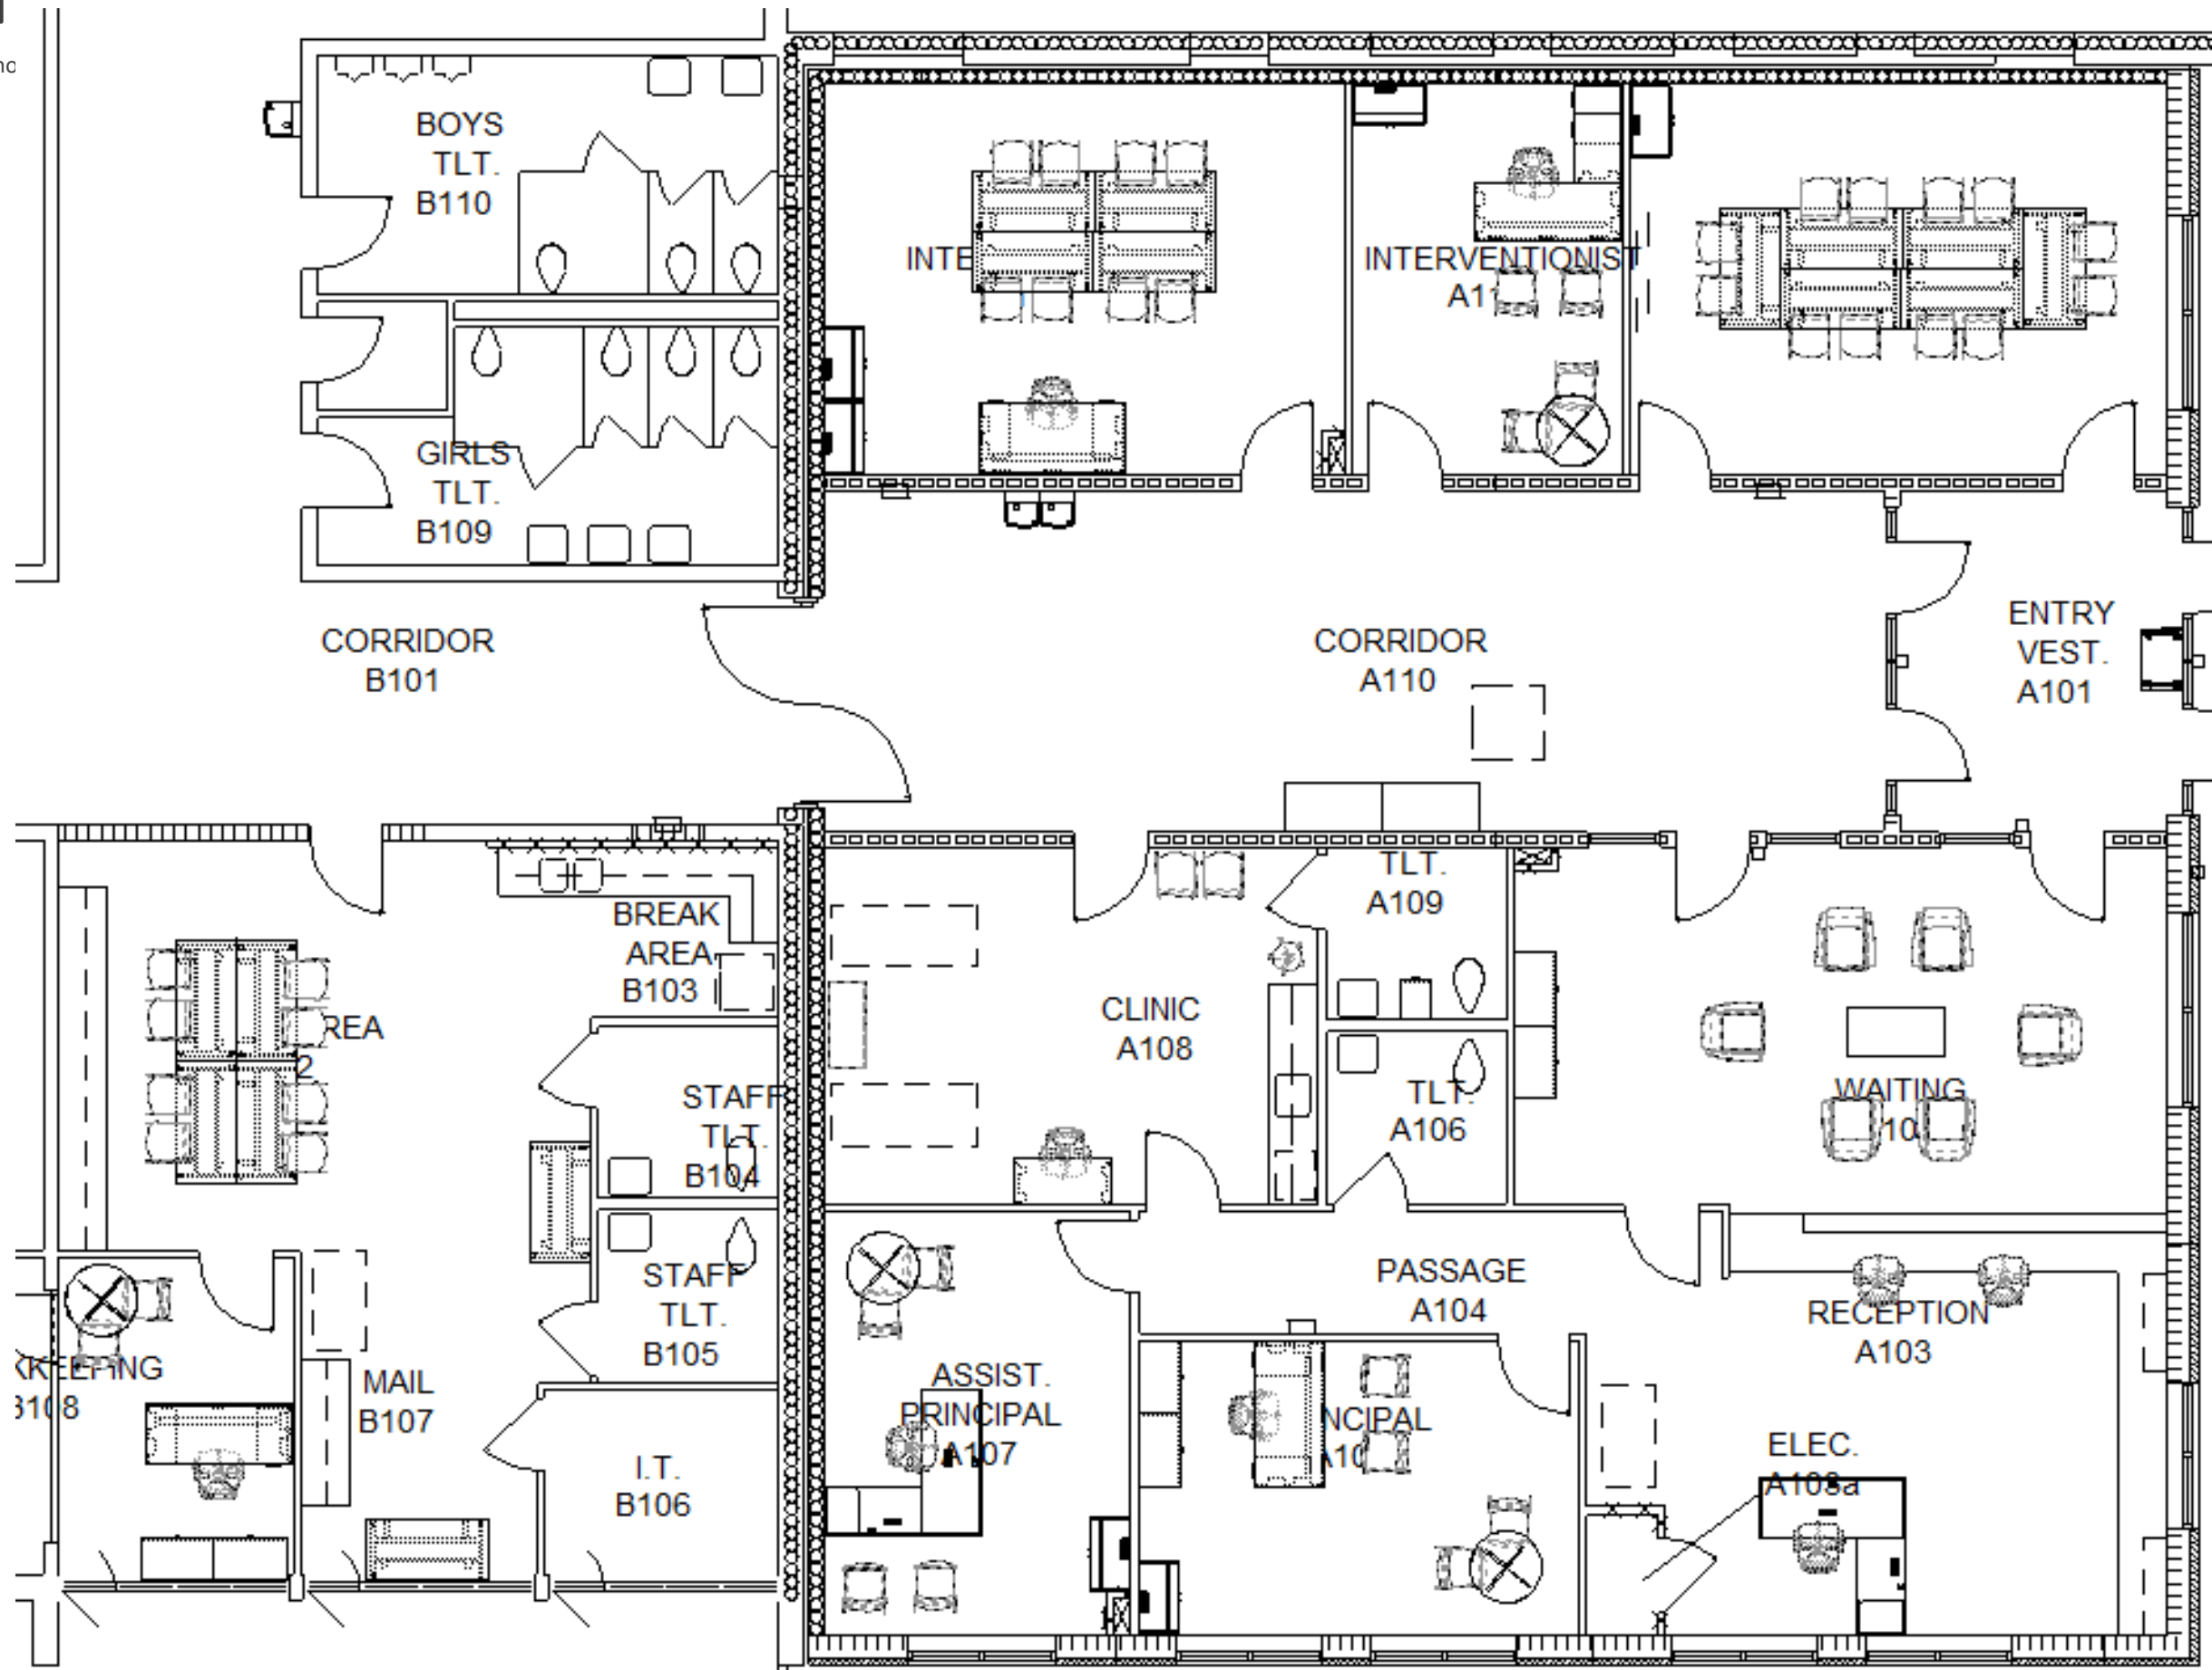 BOYS
TLT.
B110
INTERVENTIONIST
GIRLS
TLT.
B109
CORRIDOR
B101
CORRIDOR
A110
ENTRY
VEST.
A101
BREAK
AREA
B103
TLT.
A109
CLINIC
A108
TLT.
A106
WAITING
STAFF
TLT.
B104
STAFF
TLT.
B105
PASSAGE
A104
RECEPTION
A103
MAIL
B107
ASSIST.
PRINCIPAL
A107
ELEC.
A103a
I.T.
B106